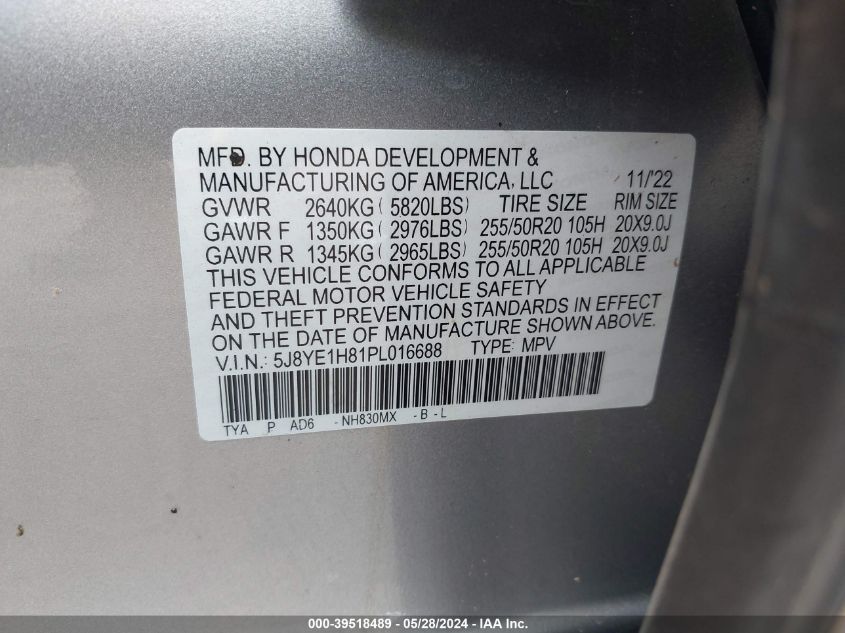 MFD. BY HONDA DEVELOPMENT &
MANUFACTURING OF AMERICA, LLC 11/'22
GVWR 2640KG ( 5820LBS) TIRE SIZE RIM SIZE
GAWR F 1350KG ( 2976LBS) 255/50R20 105H 20X9.0J
GAWR R 1345KG ( 2965LBS) 255/50R20 105H 20X9.0J
THIS VEHICLE CONFORMS TO ALL APPLICABLE
FEDERAL MOTOR VEHICLE SAFETY
AND THEFT PREVENTION STANDARDS IN EFFECT
ON THE DATE OF MANUFACTURE SHOWN ABOVE.
V.I.N.: 5J8YE1H81PL016688 TYPE: MPV
TYA P AD6 - NH830MX - B - L
000-39518489 - 05/28/2024 - IAA Inc.